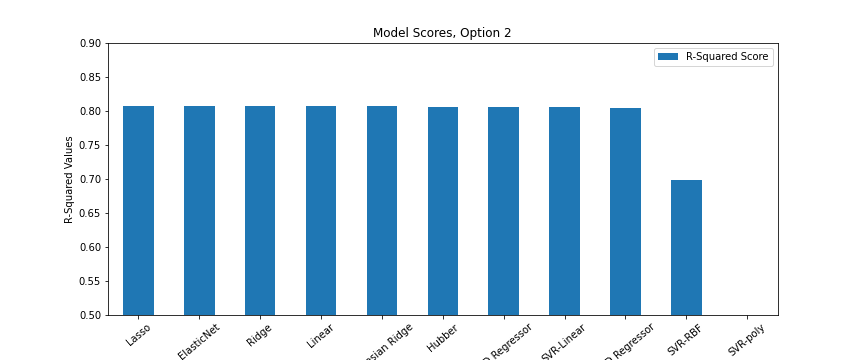 Model Scores, Option 2
R-Squared Score
R-Squared Values
0.90
0.85
0.80
0.75
0.70
0.65
0.60
0.55
0.50
Lasso
ElasticNet
Ridge
Linear
Ridge
Hubber
Regressor
SVR-Linear
Regressor
SVR-RBF
SVR-poly